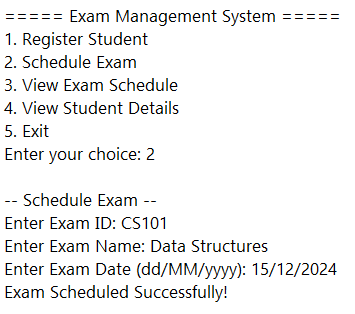 ===== Exam Management System =====
1. Register Student
2. Schedule Exam
3. View Exam Schedule
4. View Student Details
5. Exit
Enter your choice: 2

-- Schedule Exam --
Enter Exam ID: CS101
Enter Exam Name: Data Structures
Enter Exam Date (dd/MM/yyyy): 15/12/2024
Exam Scheduled Successfully!